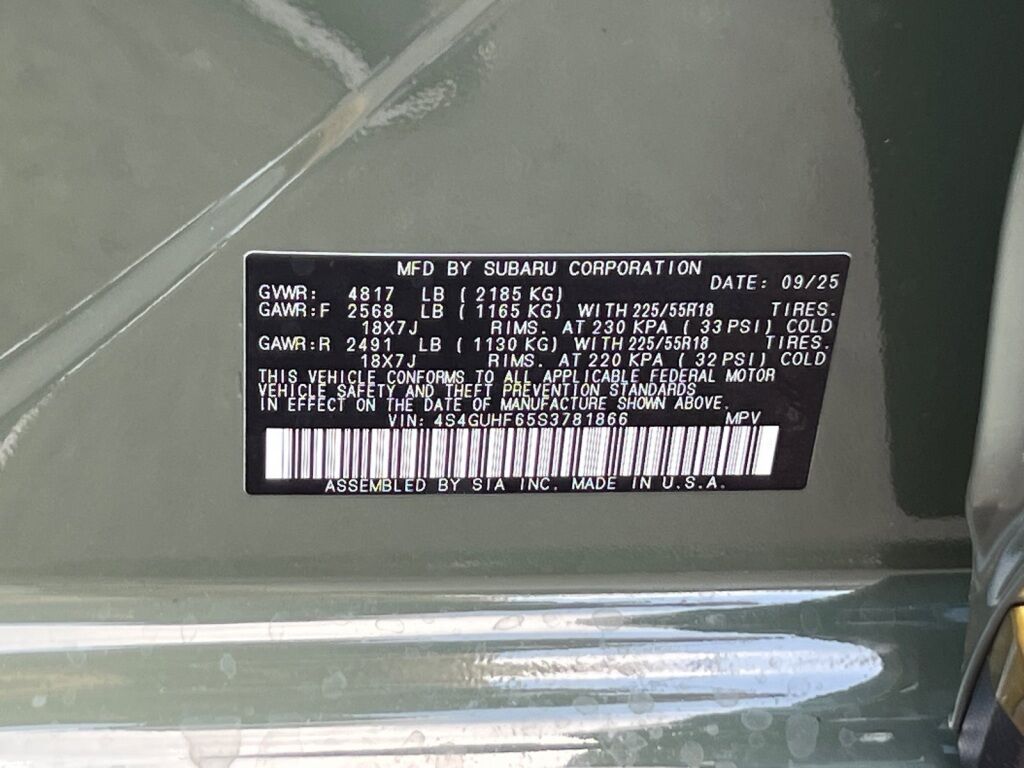 MFD BY SUBARU CORPORATION
DATE: 09/25
GVWR: 4817 LB ( 2185 KG)
GAWR:F 2568 LB ( 1165 KG) WITH 225/55R18 TIRES.
18X7J RIMS. AT 230 KPA ( 33 PSI) COLD
GAWR:R 2491 LB ( 1130 KG) WITH 225/55R18 TIRES.
18X7J RIMS. AT 220 KPA ( 32 PSI) COLD
THIS VEHICLE CONFORMS TO ALL APPLICABLE FEDERAL MOTOR
VEHICLE SAFETY AND THEFT PREVENTION STANDARDS
IN EFFECT ON THE DATE OF MANUFACTURE SHOWN ABOVE.
VIN: 4S4GUHF65S3781866 MPV
ASSEMBLED BY SIA INC. MADE IN U.S.A.